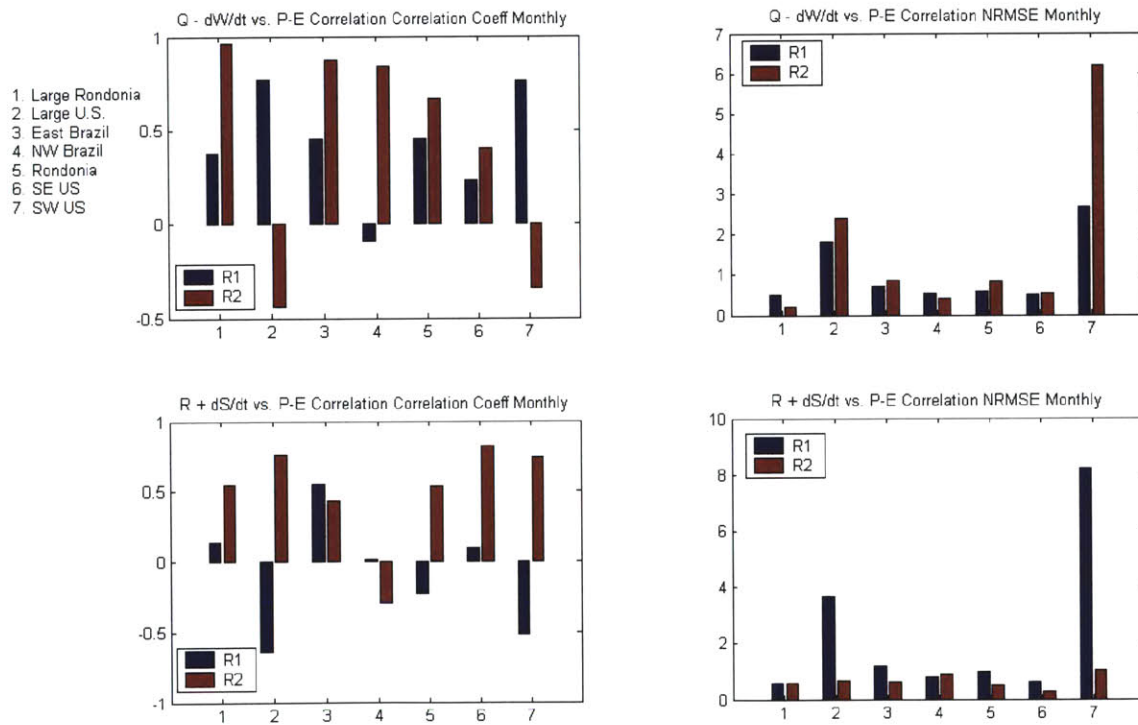 Q - dW/dt vs. P-E Correlation Correlation Coeff Monthly
1
0.5
0
-0.5
1 2 3 4 5 6 7
R1
R2
1. Large Rondonia
2. Large U.S.
3. East Brazil
4. NW Brazil
5. Rondonia
6. SE US
7. SW US
Q - dW/dt vs. P-E Correlation NRMSE Monthly
7
6
5
4
3
2
1
0
1 2 3 4 5 6 7
R1
R2
R + dS/dt vs. P-E Correlation Correlation Coeff Monthly
1
0.5
0
-0.5
-1
1 2 3 4 5 6 7
R1
R2
R + dS/dt vs. P-E Correlation NRMSE Monthly
10
8
6
4
2
0
1 2 3 4 5 6 7
R1
R2